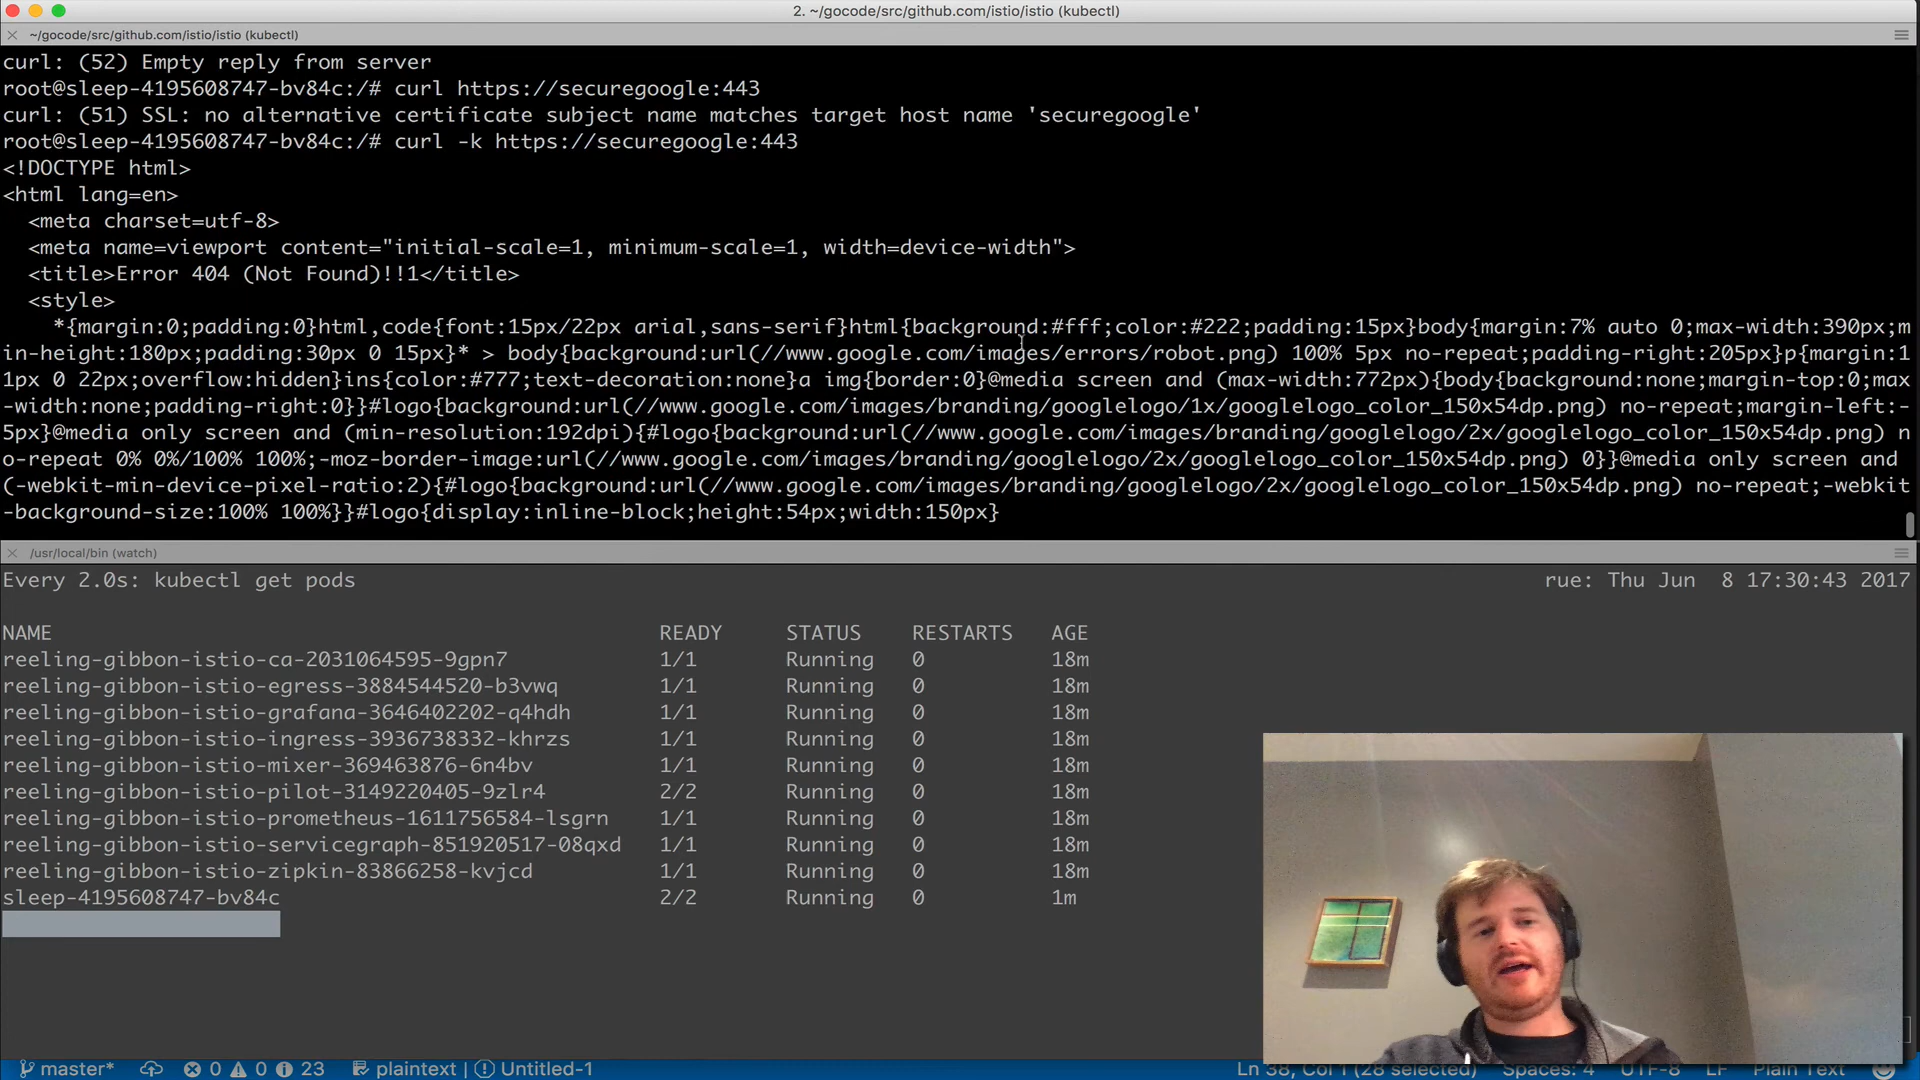 2. ~/gocode/src/github.com/istio/istio (kubectl)
~/gocode/src/github.com/istio/istio (kubectl)
curl: (52) Empty reply from server
root@sleep-4195608747-bv84c:/# curl https://securegoogle:443
curl: (51) SSL: no alternative certificate subject name matches target host name 'securegoogle'
root@sleep-4195608747-bv84c:/# curl -k https://securegoogle:443
<!DOCTYPE html>
<html lang=en>
  <meta charset=utf-8>
  <meta name=viewport content="initial-scale=1, minimum-scale=1, width=device-width">
  <title>Error 404 (Not Found)!!1</title>
  <style>
    *{margin:0;padding:0}html,code{font:15px/22px arial,sans-serif}html{background:#fff;color:#222;padding:15px}body{margin:7% auto 0;max-width:390px;m
in-height:180px;padding:30px 0 15px}* > body{background:url(//www.google.com/images/errors/robot.png) 100% 5px no-repeat;padding-right:205px}p{margin:1
1px 0 22px;overflow:hidden}ins{color:#777;text-decoration:none}a img{border:0}@media screen and (max-width:772px){body{background:none;margin-top:0;max
-width:none;padding-right:0}}#logo{background:url(//www.google.com/images/branding/googlelogo/1x/googlelogo_color_150x54dp.png) no-repeat;margin-left:-
5px}@media only screen and (min-resolution:192dpi){#logo{background:url(//www.google.com/images/branding/googlelogo/2x/googlelogo_color_150x54dp.png) n
o-repeat 0% 0%/100% 100%;-moz-border-image:url(//www.google.com/images/branding/googlelogo/2x/googlelogo_color_150x54dp.png) 0}}@media only screen and
(-webkit-min-device-pixel-ratio:2){#logo{background:url(//www.google.com/images/branding/googlelogo/2x/googlelogo_color_150x54dp.png) no-repeat;-webkit
-background-size:100% 100%}}#logo{display:inline-block;height:54px;width:150px}
/usr/local/bin (watch)
Every 2.0s: kubectl get pods rue: Thu Jun  8 17:30:43 2017
NAME READY STATUS RESTARTS AGE
reeling-gibbon-istio-ca-2031064595-9gpn7 1/1 Running 0 18m
reeling-gibbon-istio-egress-3884544520-b3vwq 1/1 Running 0 18m
reeling-gibbon-istio-grafana-3646402202-q4hdh 1/1 Running 0 18m
reeling-gibbon-istio-ingress-3936738332-khrzs 1/1 Running 0 18m
reeling-gibbon-istio-mixer-369463876-6n4bv 1/1 Running 0 18m
reeling-gibbon-istio-pilot-3149220405-9zlr4 2/2 Running 0 18m
reeling-gibbon-istio-prometheus-1611756584-lsgrn 1/1 Running 0 18m
reeling-gibbon-istio-servicegraph-851920517-08qxd 1/1 Running 0 18m
reeling-gibbon-istio-zipkin-83866258-kvjcd 1/1 Running 0 18m
sleep-4195608747-bv84c 2/2 Running 0 1m
master* 0 0 23 plaintext | Untitled-1 Ln 38, Col 1 (28 selected) Spaces: 4 UTF-8 LF Plain Text